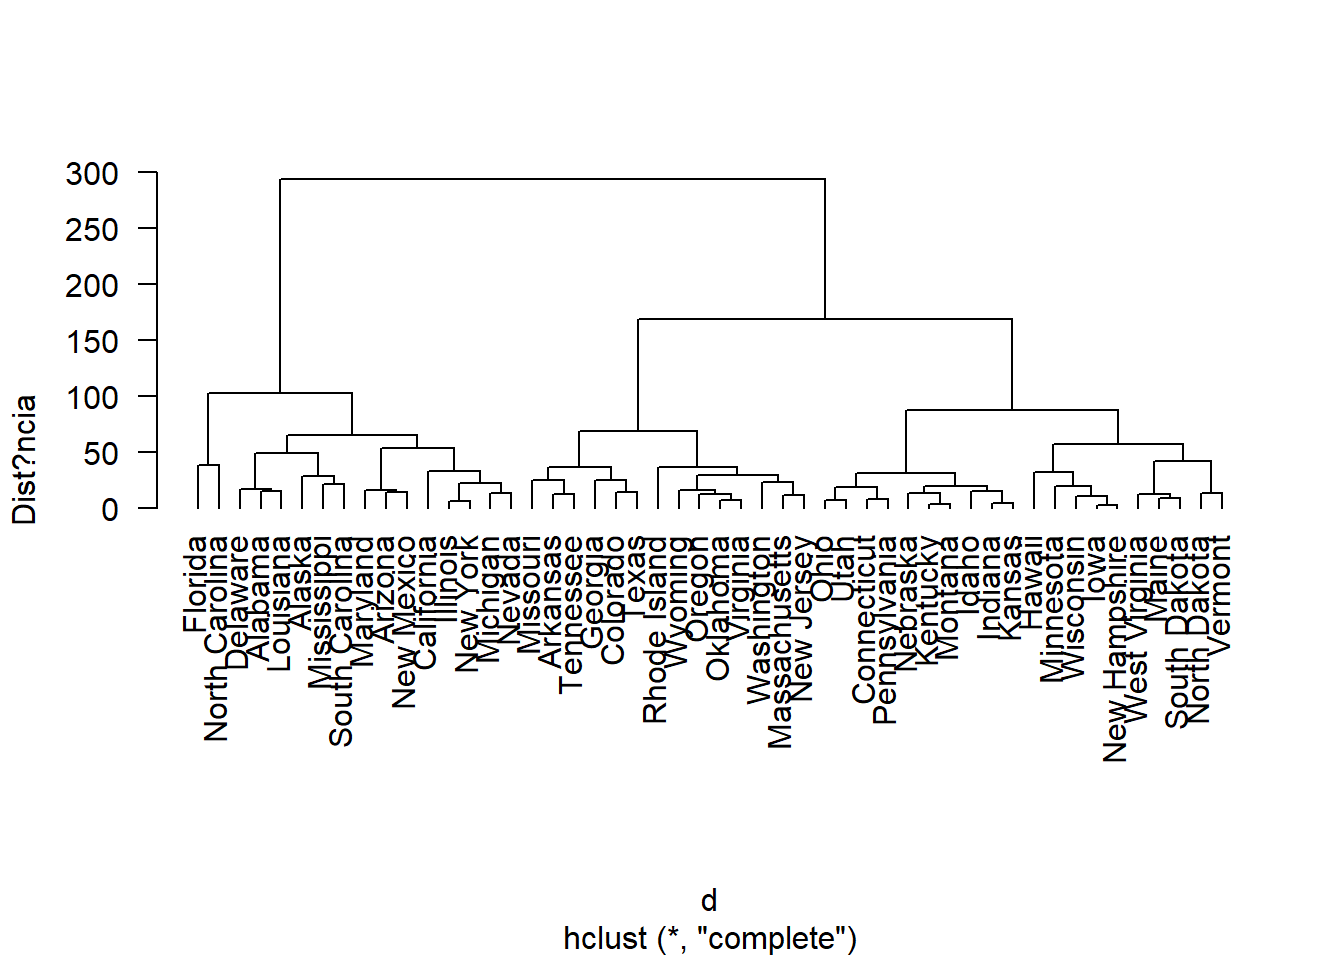 300
250
200
150
100
50
0
Dist?ncia
Florida
North Carolina
Delaware
Alabama
Louisiana
Alaska
Mississippi
South Carolina
Maryland
Arizona
New Mexico
California
Illinois
New York
Michigan
Nevada
Missouri
Arkansas
Tennessee
Georgia
Colorado
Texas
Rhode Island
Wyoming
Oregon
Oklahoma
Virginia
Washington
Massachusetts
New Jersey
Ohio
Utah
Connecticut
Pennsylvania
Nebraska
Kentucky
Montana
Idaho
Indiana
Kansas
Hawaii
Minnesota
Wisconsin
Iowa
New Hampshire
West Virginia
Maine
South Dakota
North Dakota
Vermont
d
hclust (*, "complete")